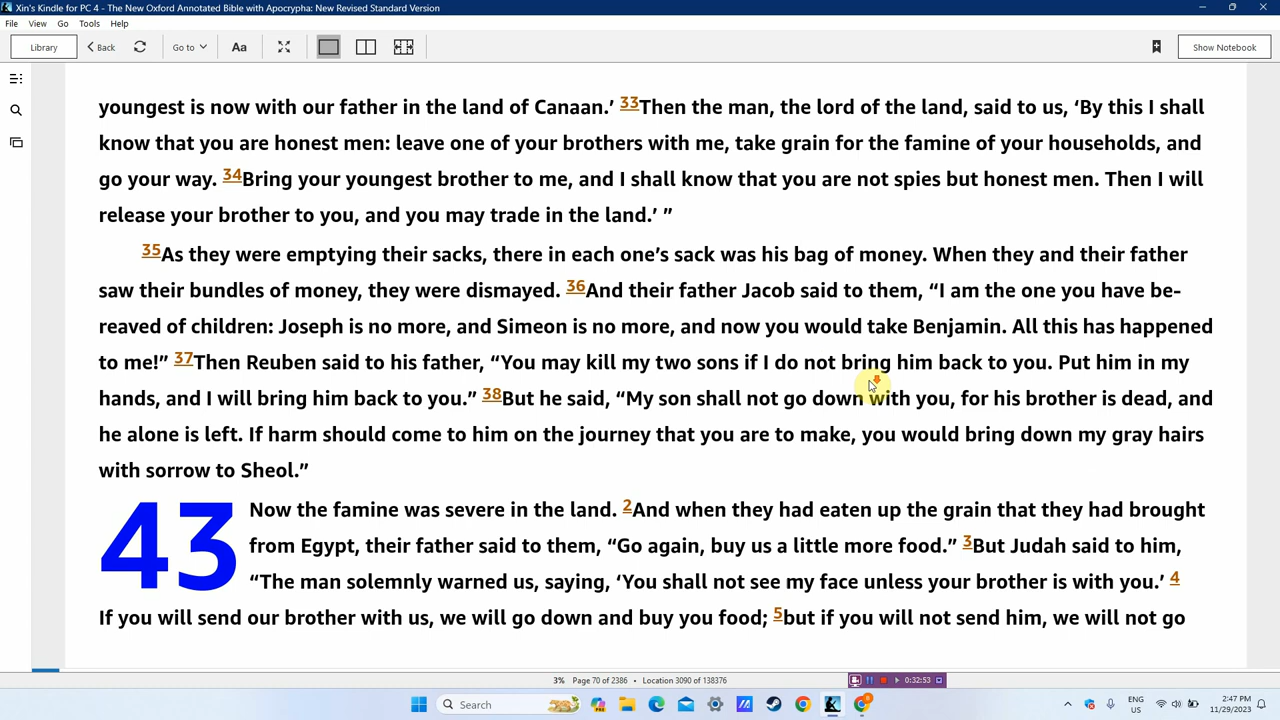 Xin's Kindle for PC 4 - The New Oxford Annotated Bible with Apocrypha: New Revised Standard Version
File View Go Tools Help
Library Back Go to Aa Show Notebook
youngest is now with our father in the land of Canaan.’ 33Then the man, the lord of the land, said to us, ‘By this I shall
know that you are honest men: leave one of your brothers with me, take grain for the famine of your households, and
go your way. 34Bring your youngest brother to me, and I shall know that you are not spies but honest men. Then I will
release your brother to you, and you may trade in the land.’ ”
35As they were emptying their sacks, there in each one’s sack was his bag of money. When they and their father
saw their bundles of money, they were dismayed. 36And their father Jacob said to them, “I am the one you have be-
reaved of children: Joseph is no more, and Simeon is no more, and now you would take Benjamin. All this has happened
to me!” 37Then Reuben said to his father, “You may kill my two sons if I do not bring him back to you. Put him in my
hands, and I will bring him back to you.” 38But he said, “My son shall not go down with you, for his brother is dead, and
he alone is left. If harm should come to him on the journey that you are to make, you would bring down my gray hairs
with sorrow to Sheol.”
43 Now the famine was severe in the land. 2And when they had eaten up the grain that they had brought
from Egypt, their father said to them, “Go again, buy us a little more food.” 3But Judah said to him,
“The man solemnly warned us, saying, ‘You shall not see my face unless your brother is with you.’ 4
If you will send our brother with us, we will go down and buy you food; 5but if you will not send him, we will not go
3% Page 70 of 2386 • Location 3090 of 138376 0:32:53
Search ENG 2:47 PM
US 11/29/2023